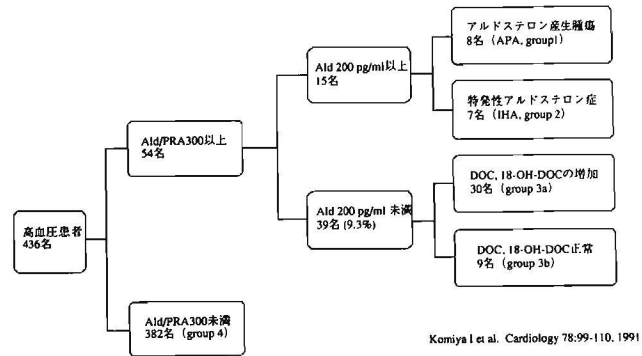 高血圧患者
436名
Ald/PRA300以上
54名
Ald/PRA300未満
382名 (group 4)
Ald 200 pg/ml 以上
15名
Ald 200 pg/ml 未満
39名 (9.3%)
アルドステロン産生腫瘍
8名 (APA, group1)
特発性アルドステロン症
7名 (IHA, group 2)
DOC, 18-OH-DOCの増加
30名 (group 3a)
DOC, 18-OH-DOC正常
9名 (group 3b)
Komiya I et al. Cardiology 78:99-110, 1991